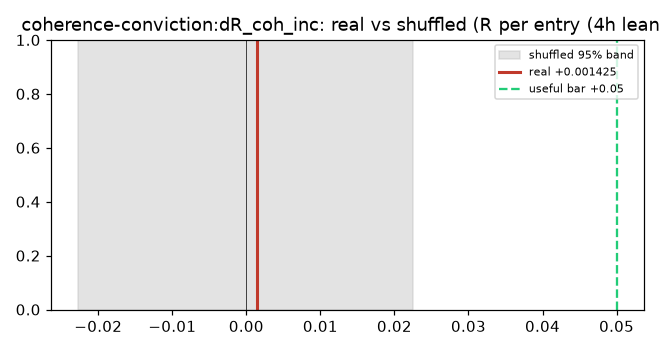 coherence-conviction:dR_coh_inc: real vs shuffled (R per entry (4h lean
shuffled 95% band
real +0.001425
useful bar +0.05
1.0
0.8
0.6
0.4
0.2
0.0
−0.02 −0.01 0.00 0.01 0.02 0.03 0.04 0.05